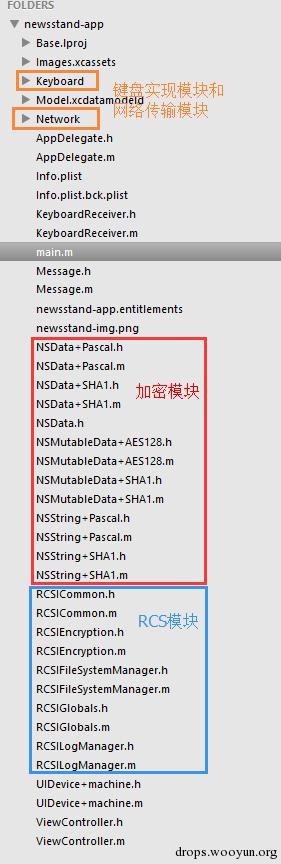 FOLDERS
newsstand-app
Base.lproj
Images.xcassets
Keyboard
键盘实现模块和
网络传输模块
Model.xcdatamodeld
Network
AppDelegate.h
AppDelegate.m
Info.plist
Info.plist.bck.plist
KeyboardReceiver.h
KeyboardReceiver.m
main.m
Message.h
Message.m
newsstand-app.entitlements
newsstand-img.png
NSData+Pascal.h
NSData+Pascal.m
NSData+SHA1.h
加密模块
NSData+SHA1.m
NSData.h
NSMutableData+AES128.h
NSMutableData+AES128.m
NSMutableData+SHA1.h
NSMutableData+SHA1.m
NSString+Pascal.h
NSString+Pascal.m
NSString+SHA1.h
NSString+SHA1.m
RCSICommon.h
RCSICommon.m
RCS模块
RCSIEncryption.h
RCSIEncryption.m
RCSIFileSystemManager.h
RCSIFileSystemManager.m
RCSIGlobals.h
RCSIGlobals.m
RCSILogManager.h
RCSILogManager.m
UIDevice+machine.h
UIDevice+machine.m
ViewController.h
ViewController.m
drops.wooyun.org